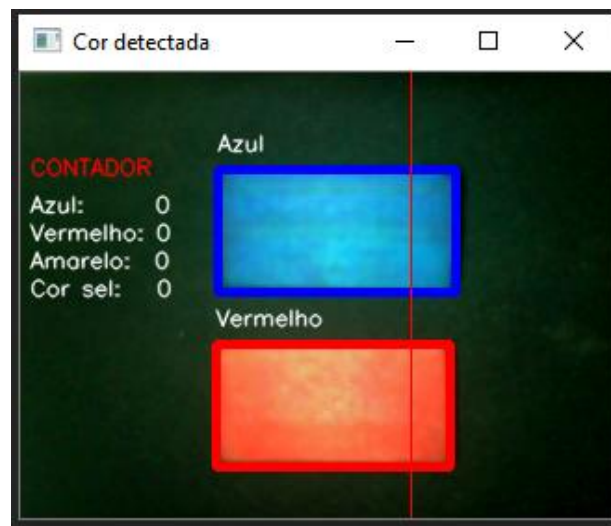 Cor detectada
Azul
CONTADOR
Azul: 0
Vermelho: 0
Amarelo: 0
Cor sel: 0
Vermelho